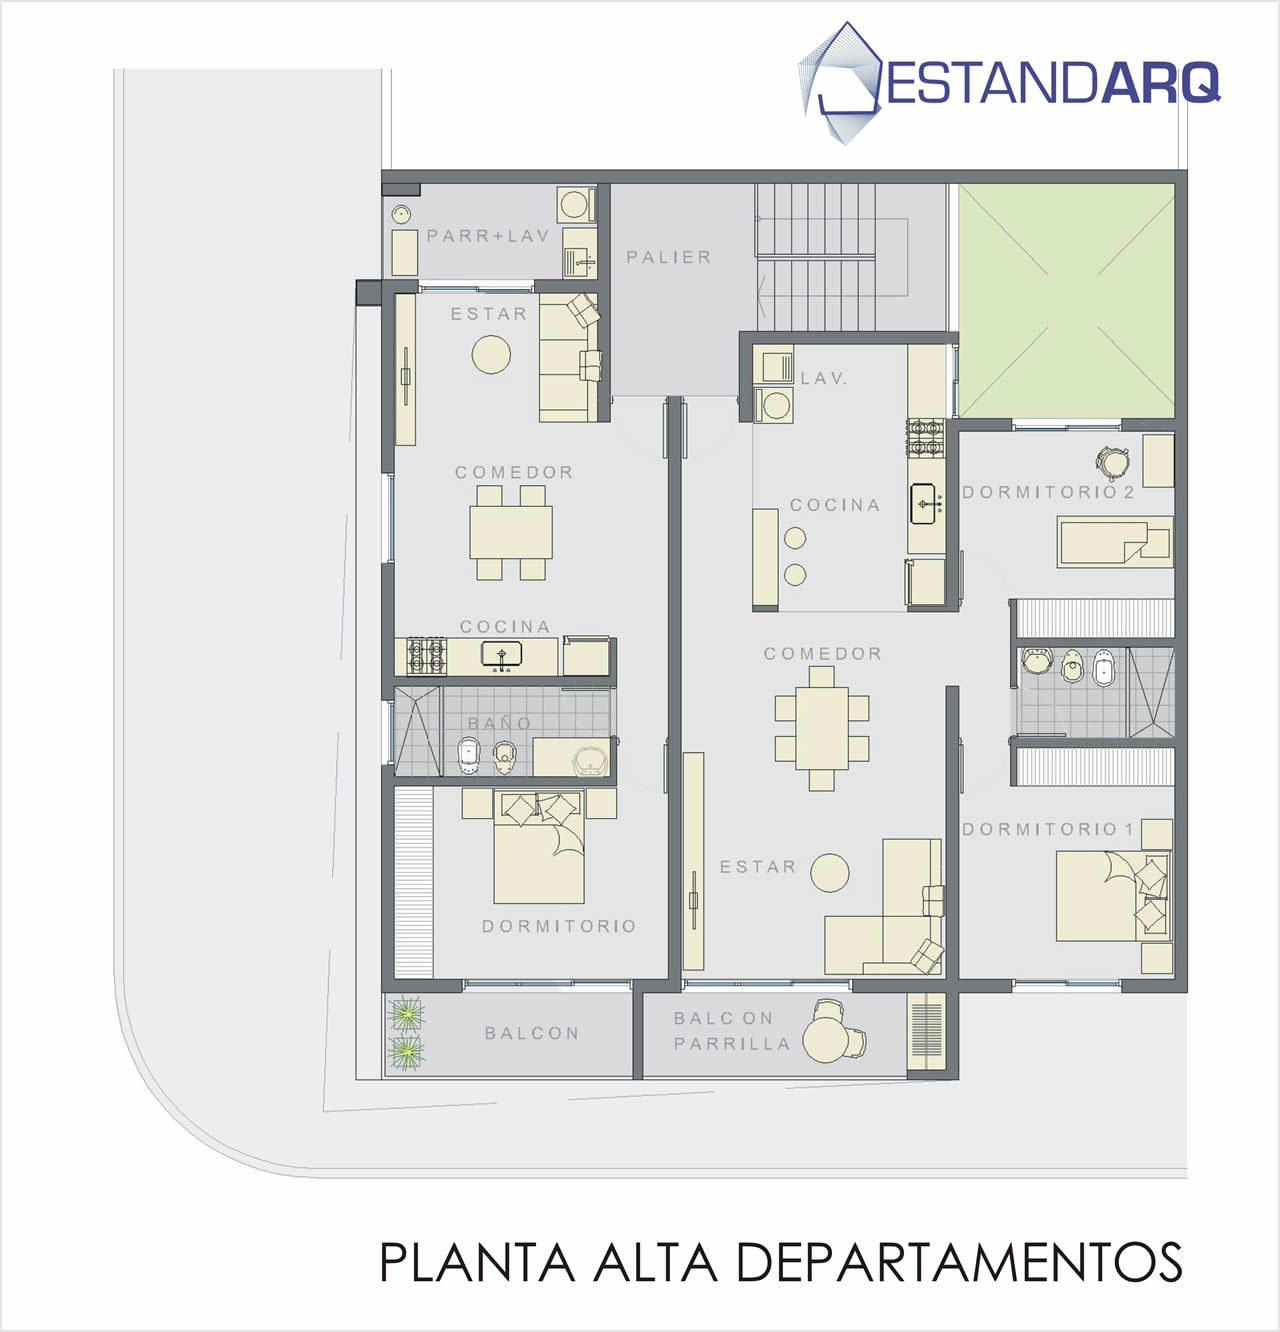 ESTANDARQ
PARR+LAV
PALIER
ESTAR
LAV.
COMEDOR
COCINA
DORMITORIO 2
COCINA
COMEDOR
BAÑO
DORMITORIO 1
ESTAR
DORMITORIO
BALCON
BALCON
PARRILLA
PLANTA ALTA DEPARTAMENTOS